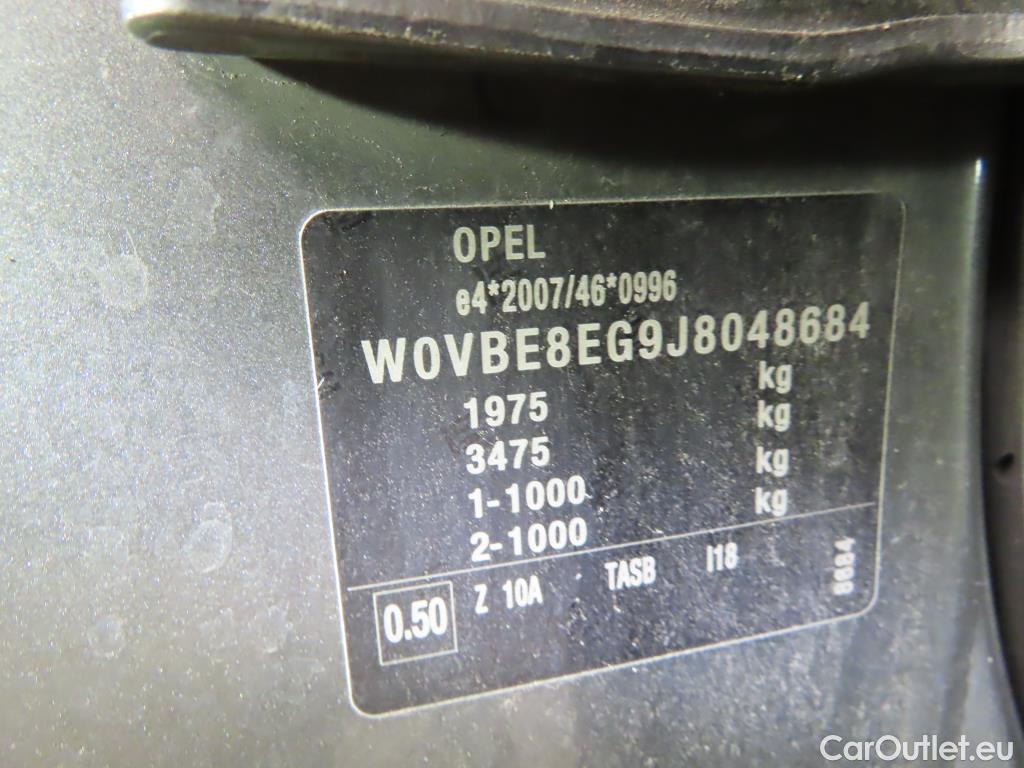 OPEL
e4*2007/46*0996
W0VBE8EG9J8048684
1975 kg
3475 kg
1-1000 kg
2-1000 kg
0.50 Z 10A TASB I18 8684
CarOutlet.eu